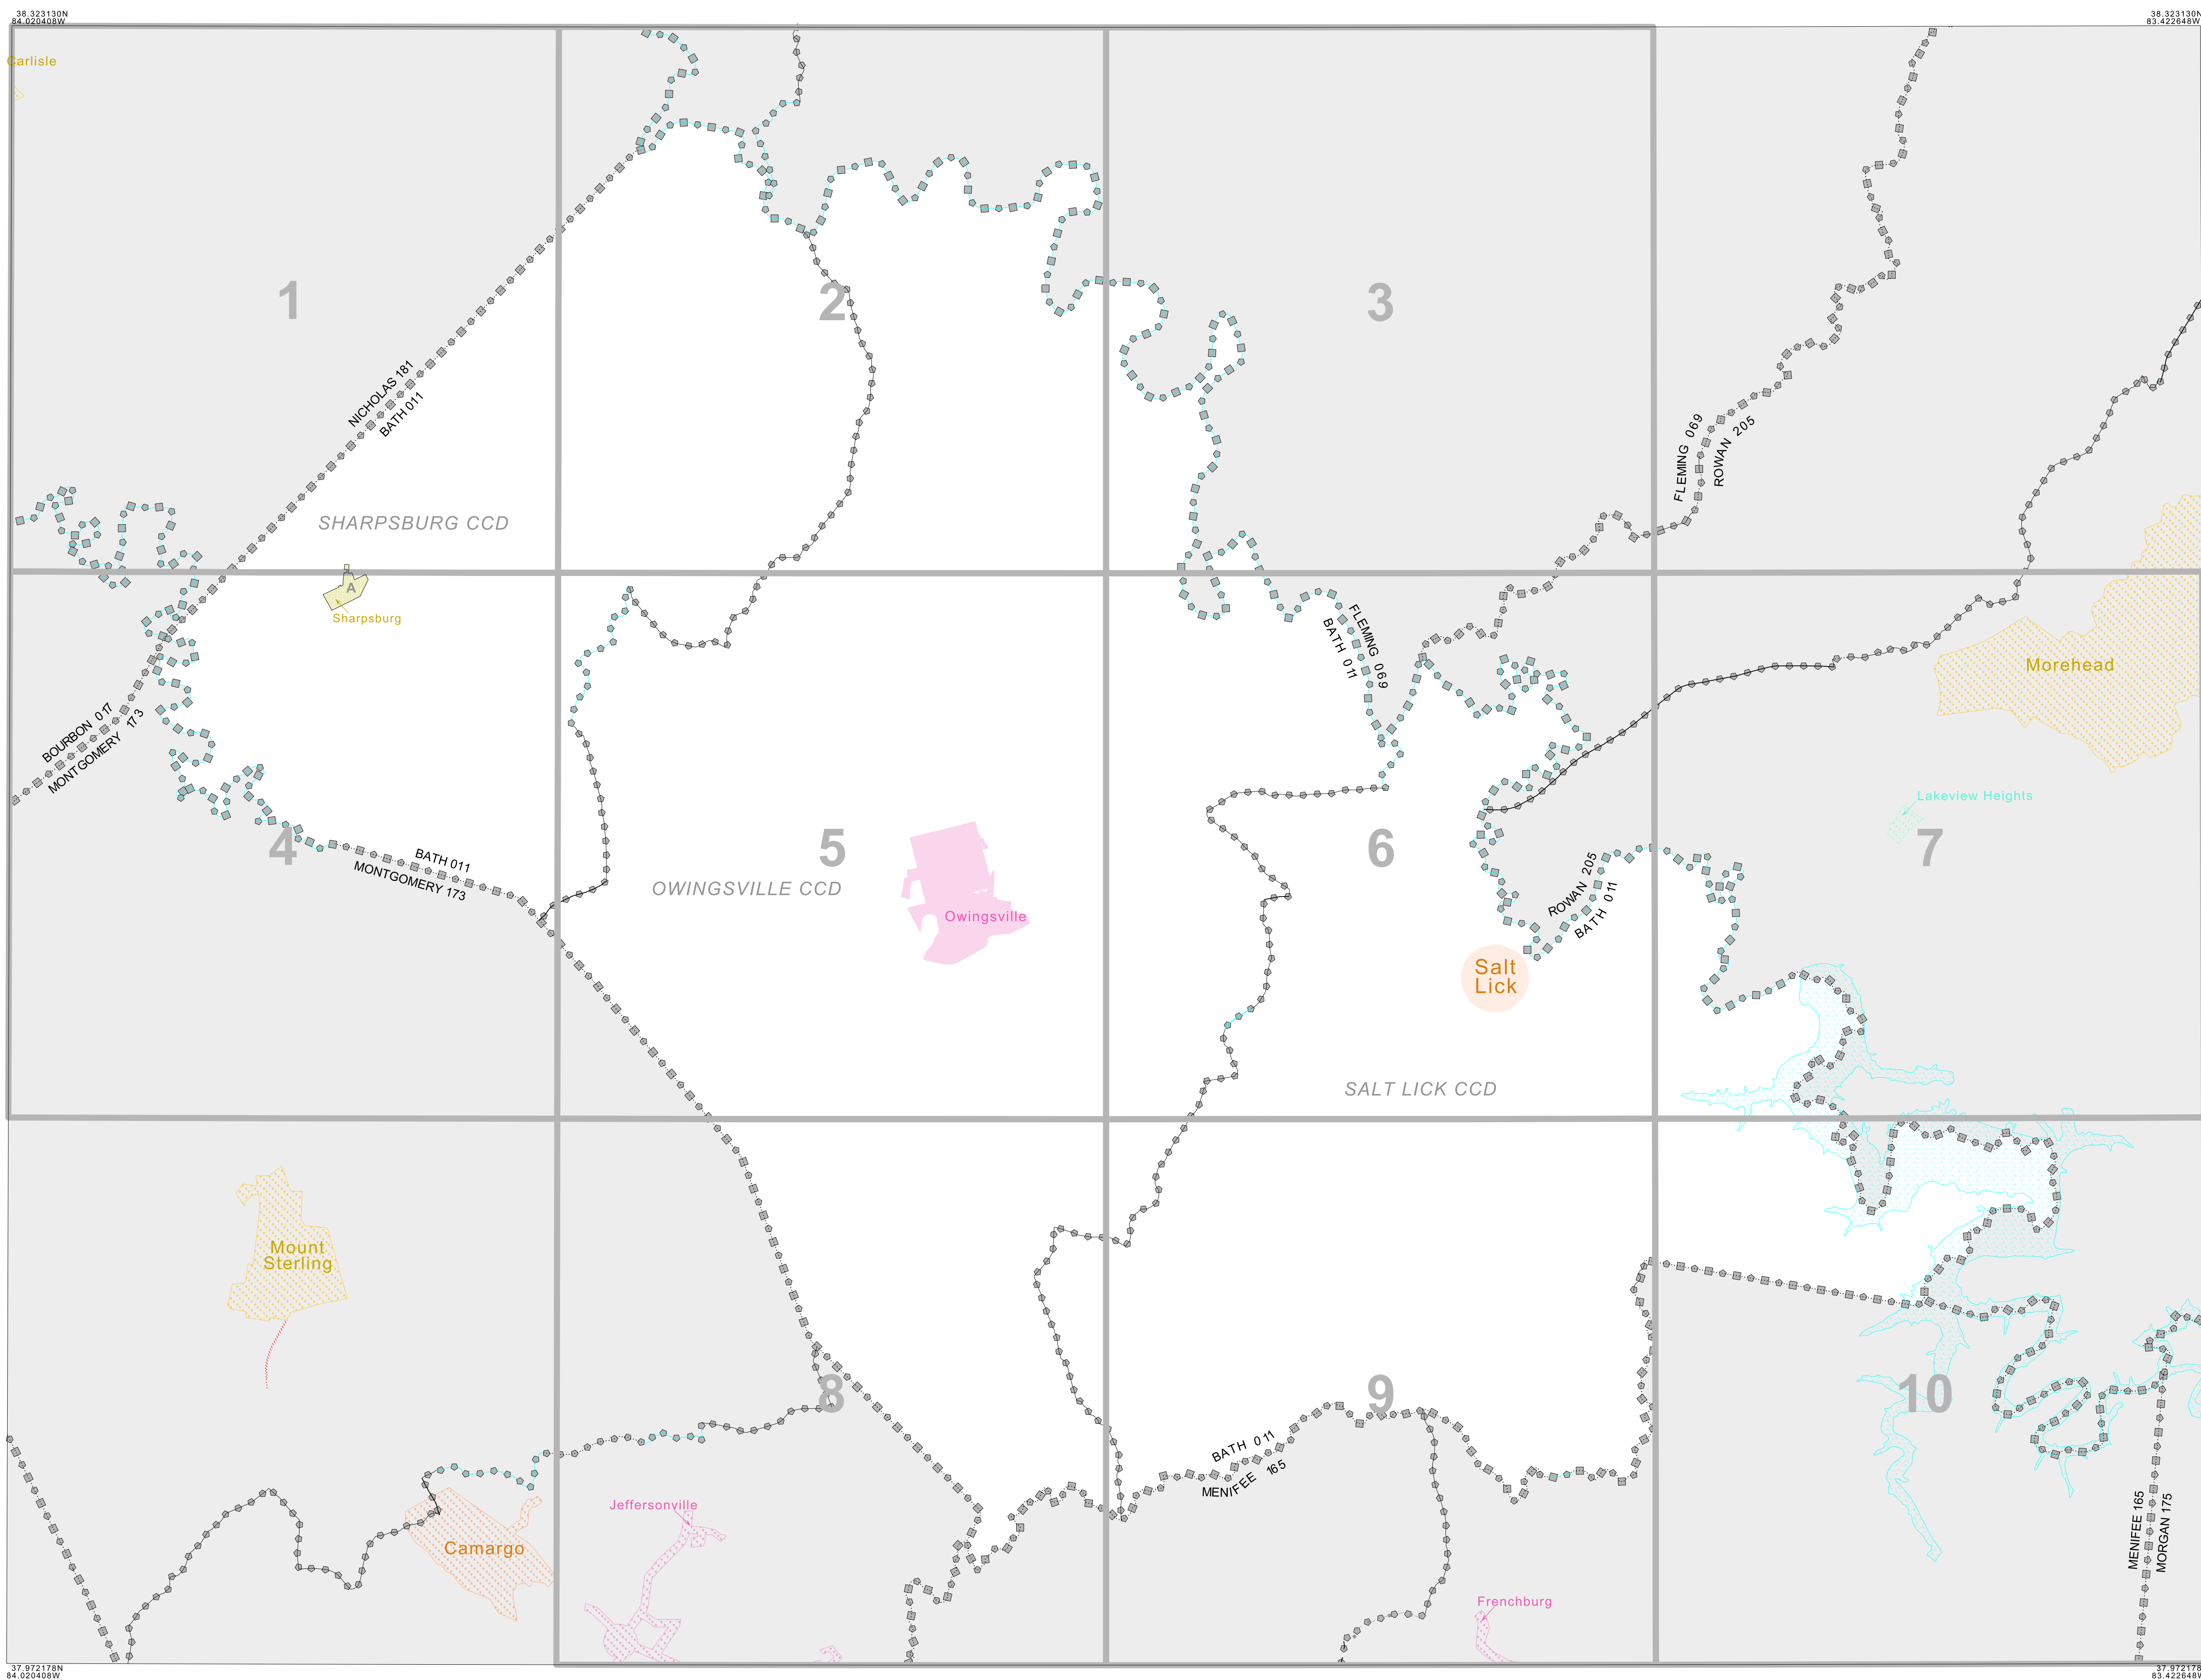 38.323130N
84.020408W
38.323130N
83.422648W
Carlisle
1
2
3
NICHOLAS 181
BATH 011
FLEMING 069
ROWAN 205
SHARPSBURG CCD
A
Sharpsburg
FLEMING 069
BATH 011
Morehead
BOURBON 017
MONTGOMERY 173
Lakeview Heights
4
5
6
7
BATH 011
MONTGOMERY 173
OWINGSVILLE CCD
Owingsville
ROWAN 205
BATH 011
Salt
Lick
SALT LICK CCD
Mount
Sterling
8
9
10
BATH 011
MENIFEE 165
Jeffersonville
Camargo
Frenchburg
MENIFEE 165
MORGAN 175
37.972178N
84.020408W
37.972178N
83.422648W